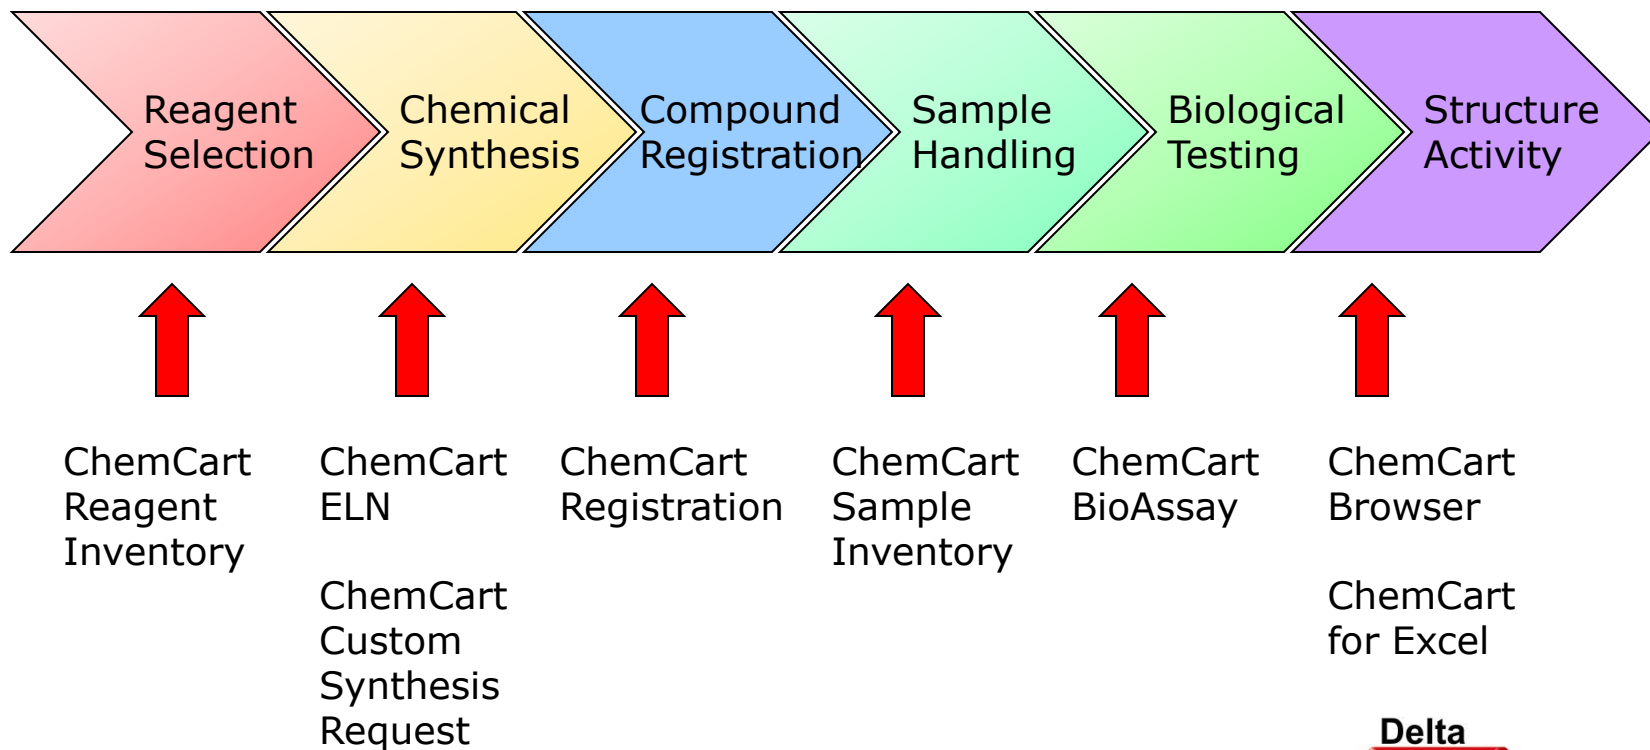 Reagent
Selection
Chemical
Synthesis
Compound
Registration
Sample
Handling
Biological
Testing
Structure
Activity
ChemCart
Reagent
Inventory
ChemCart
ELN
ChemCart
Custom
Synthesis
Request
ChemCart
Registration
ChemCart
Sample
Inventory
ChemCart
BioAssay
ChemCart
Browser
ChemCart
for Excel
Delta